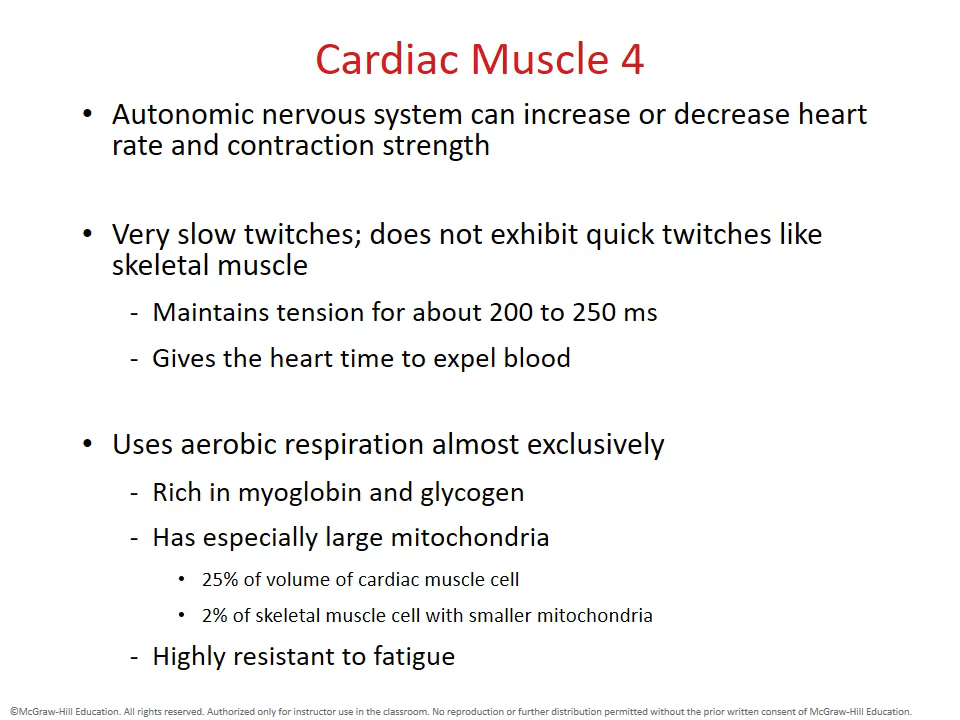 Cardiac Muscle 4
• Autonomic nervous system can increase or decrease heart
rate and contraction strength
• Very slow twitches; does not exhibit quick twitches like
skeletal muscle
- Maintains tension for about 200 to 250 ms
- Gives the heart time to expel blood
• Uses aerobic respiration almost exclusively
- Rich in myoglobin and glycogen
- Has especially large mitochondria
• 25% of volume of cardiac muscle cell
• 2% of skeletal muscle cell with smaller mitochondria
- Highly resistant to fatigue
©McGraw-Hill Education. All rights reserved. Authorized only for instructor use in the classroom. No reproduction or further distribution permitted without the prior written consent of McGraw-Hill Education.